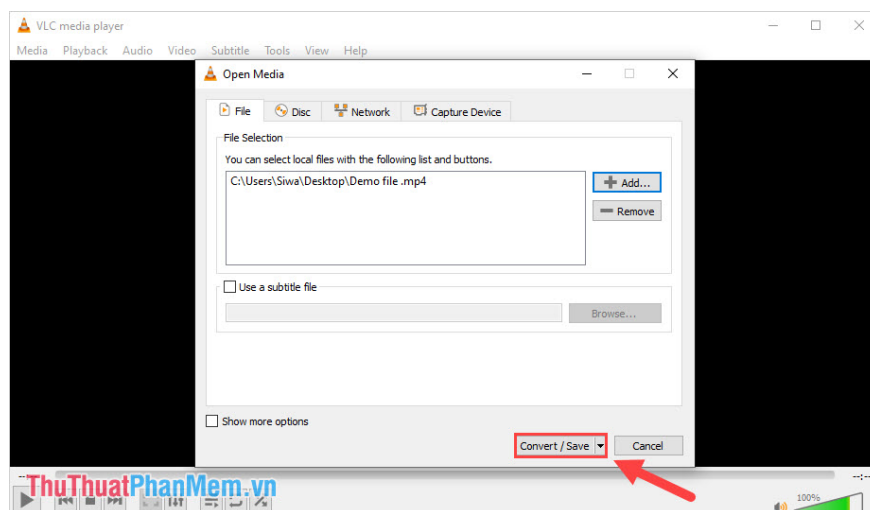 VLC media player
Media Playback Audio Video Subtitle Tools View Help
Open Media
File Disc Network Capture Device
File Selection
You can select local files with the following list and buttons.
C:\Users\Siwa\Desktop\Demo file .mp4
Add...
Remove
Use a subtitle file
Browse...
Show more options
Convert / Save Cancel
--:--
ThuThuatPhanMem.vn
100%